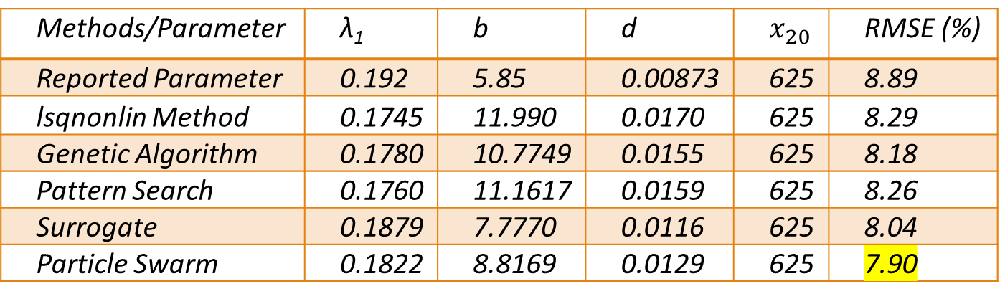 Methods/Parameter λ₁ b d x₂₀ RMSE (%)
Reported Parameter 0.192 5.85 0.00873 625 8.89
lsqnonlin Method 0.1745 11.990 0.0170 625 8.29
Genetic Algorithm 0.1780 10.7749 0.0155 625 8.18
Pattern Search 0.1760 11.1617 0.0159 625 8.26
Surrogate 0.1879 7.7770 0.0116 625 8.04
Particle Swarm 0.1822 8.8169 0.0129 625 7.90